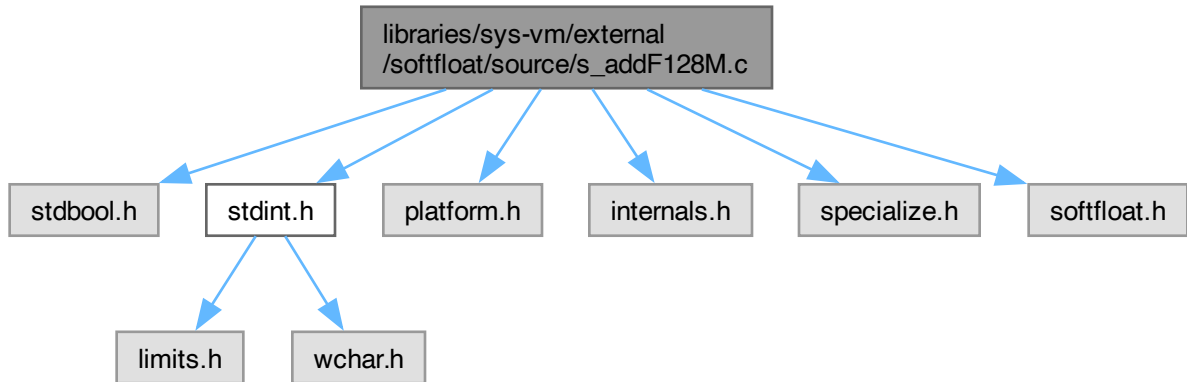 libraries/sys-vm/external
/softfloat/source/s_addF128M.c
stdbool.h
stdint.h
platform.h
internals.h
specialize.h
softfloat.h
limits.h
wchar.h